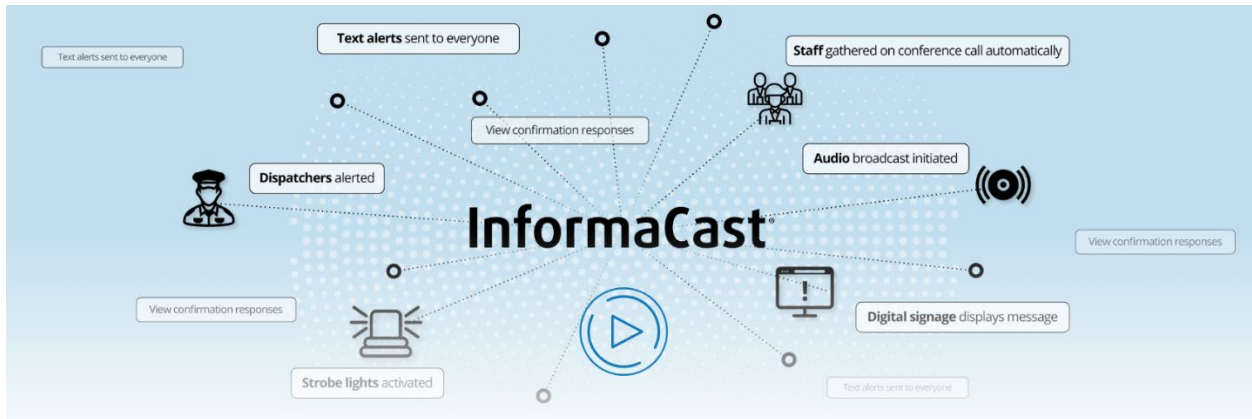 Text alerts sent to everyone
Staff gathered on conference call automatically
Text alerts sent to everyone
View confirmation responses
Audio broadcast initiated
Dispatchers alerted
InformaCast®
View confirmation responses
View confirmation responses
!
Digital signage displays message
Strobe lights activated
Text alerts sent to everyone